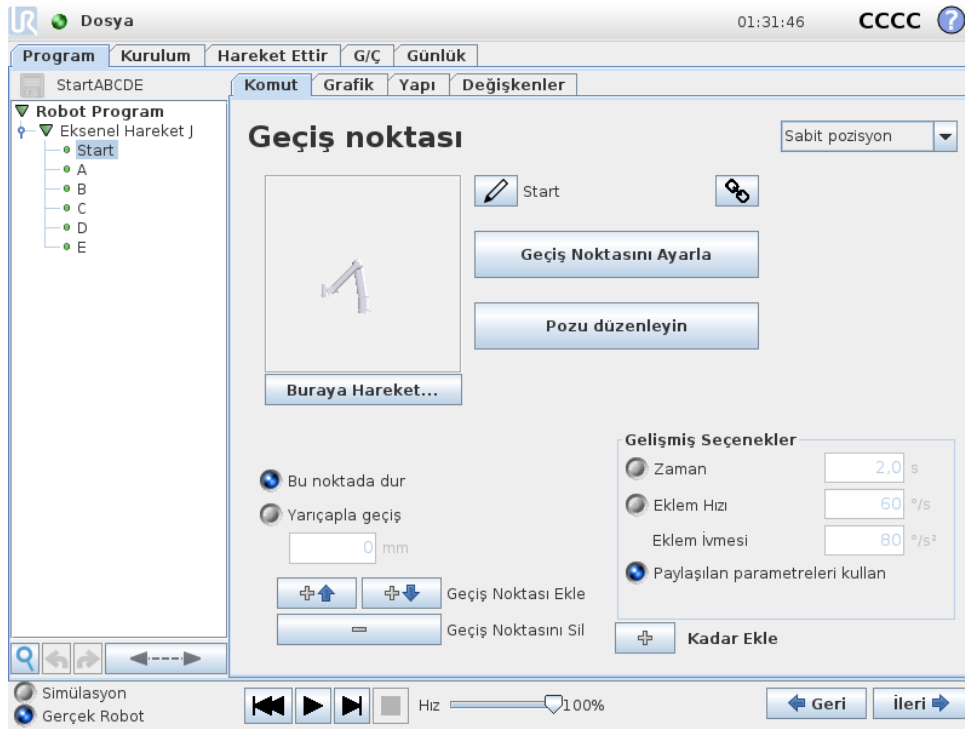 Dosya
01:31:46
CCCC
?
Program
Kurulum
Hareket Ettir
G/Ç
Günlük
StartABCDE
Komut
Grafik
Yapı
Değişkenler
Robot Program
Eksenel Hareket J
Start
A
B
C
D
E
Geçiş noktası
Sabit pozisyon
Start
Geçiş Noktasını Ayarla
Pozu düzenleyin
Buraya Hareket...
Bu noktada dur
Yarıçapla geçiş
0 mm
Geçiş Noktası Ekle
Geçiş Noktasını Sil
Gelişmiş Seçenekler
Zaman 2,0 s
Eklem Hızı 60 °/s
Eklem İvmesi 80 °/s²
Paylaşılan parametreleri kullan
Kadar Ekle
Simülasyon
Gerçek Robot
Hız 100%
Geri
İleri